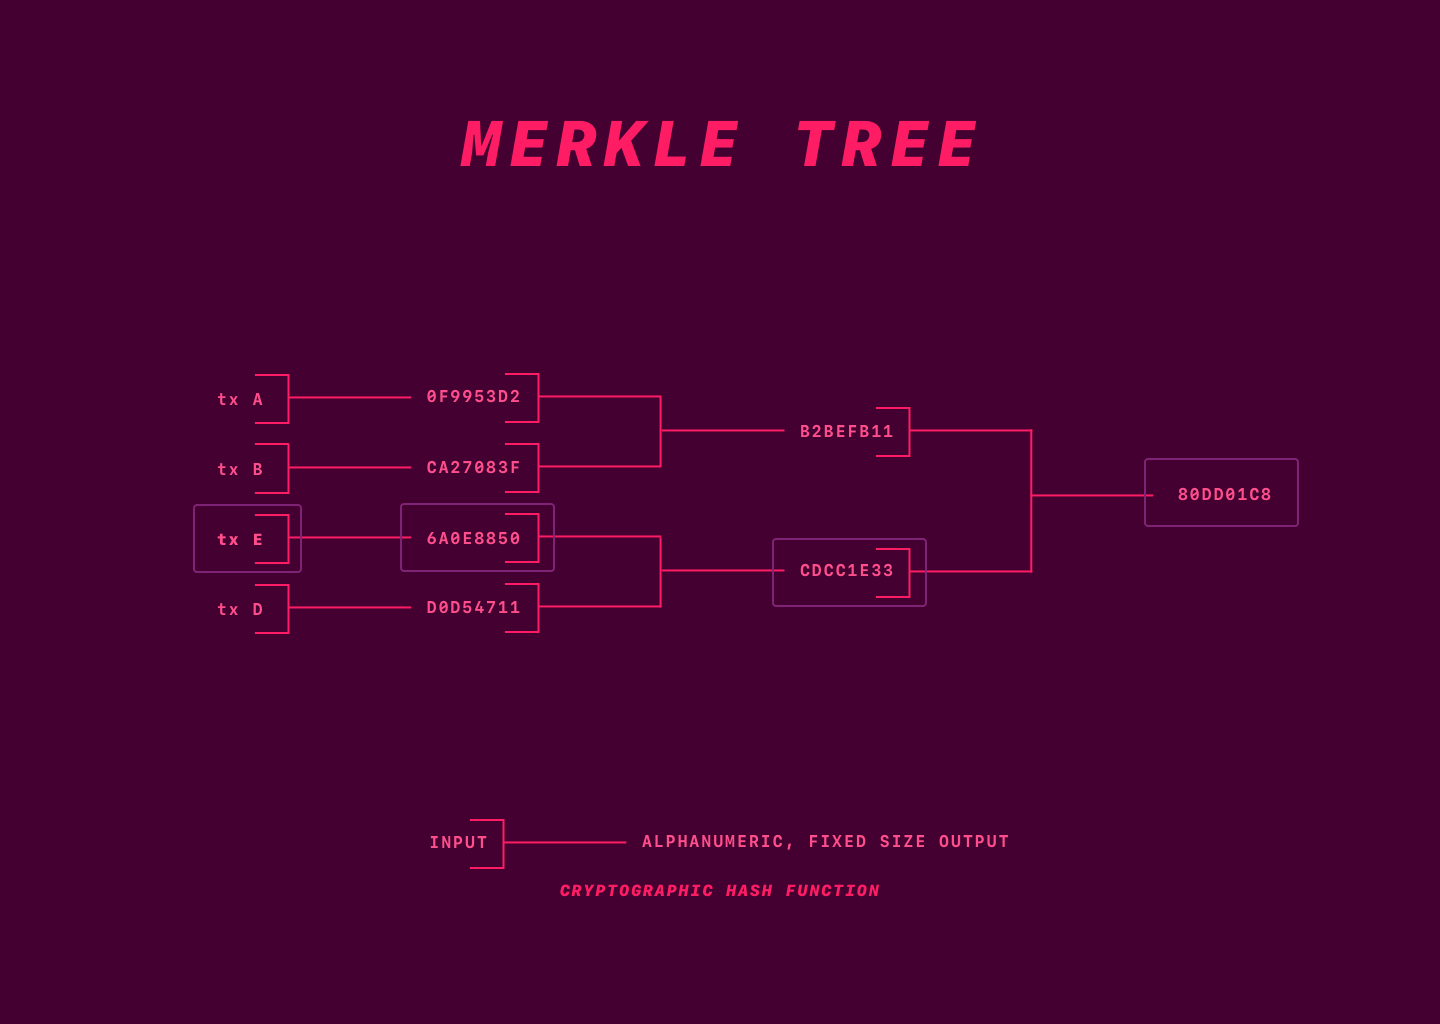 MERKLE TREE
tx A
0F9953D2
B2BEFB11
tx B
CA27083F
80DD01C8
tx E
6A0E8850
CDCC1E33
tx D
D0D54711
INPUT
ALPHANUMERIC, FIXED SIZE OUTPUT
CRYPTOGRAPHIC HASH FUNCTION